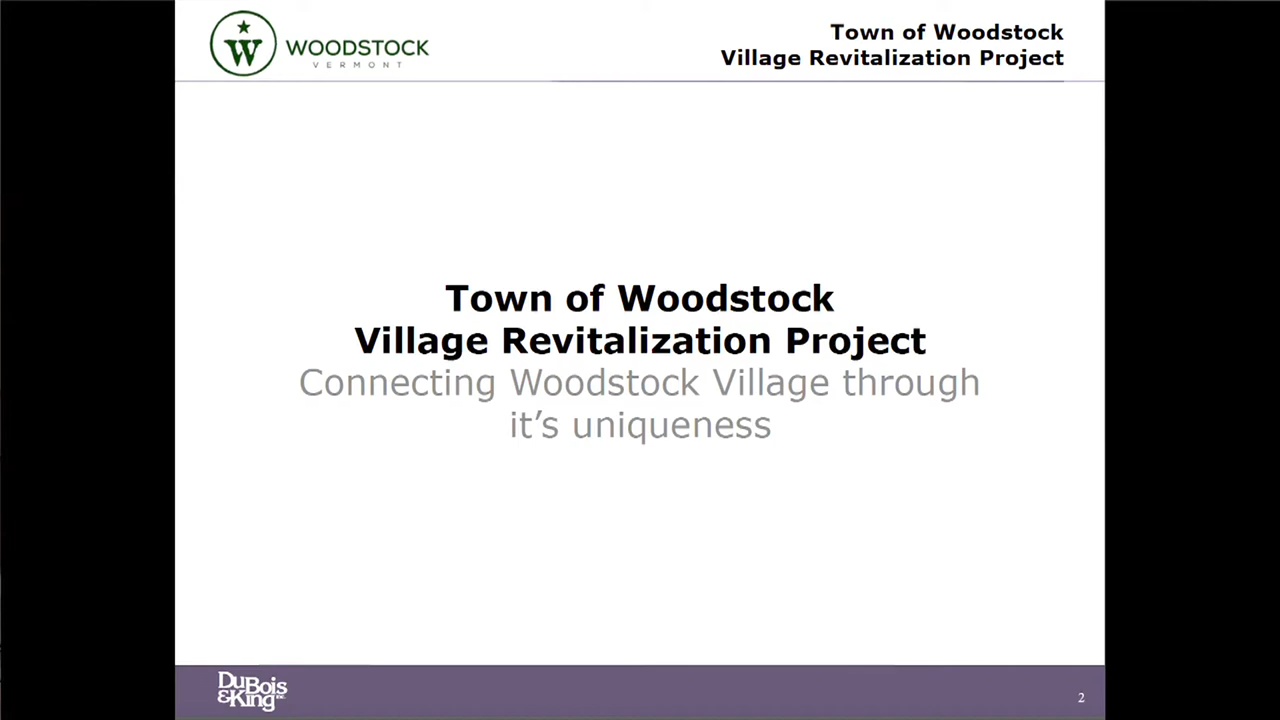 WOODSTOCK
VERMONT
Town of Woodstock
Village Revitalization Project
Town of Woodstock
Village Revitalization Project
Connecting Woodstock Village through
it’s uniqueness
DuBois
&King inc.
2